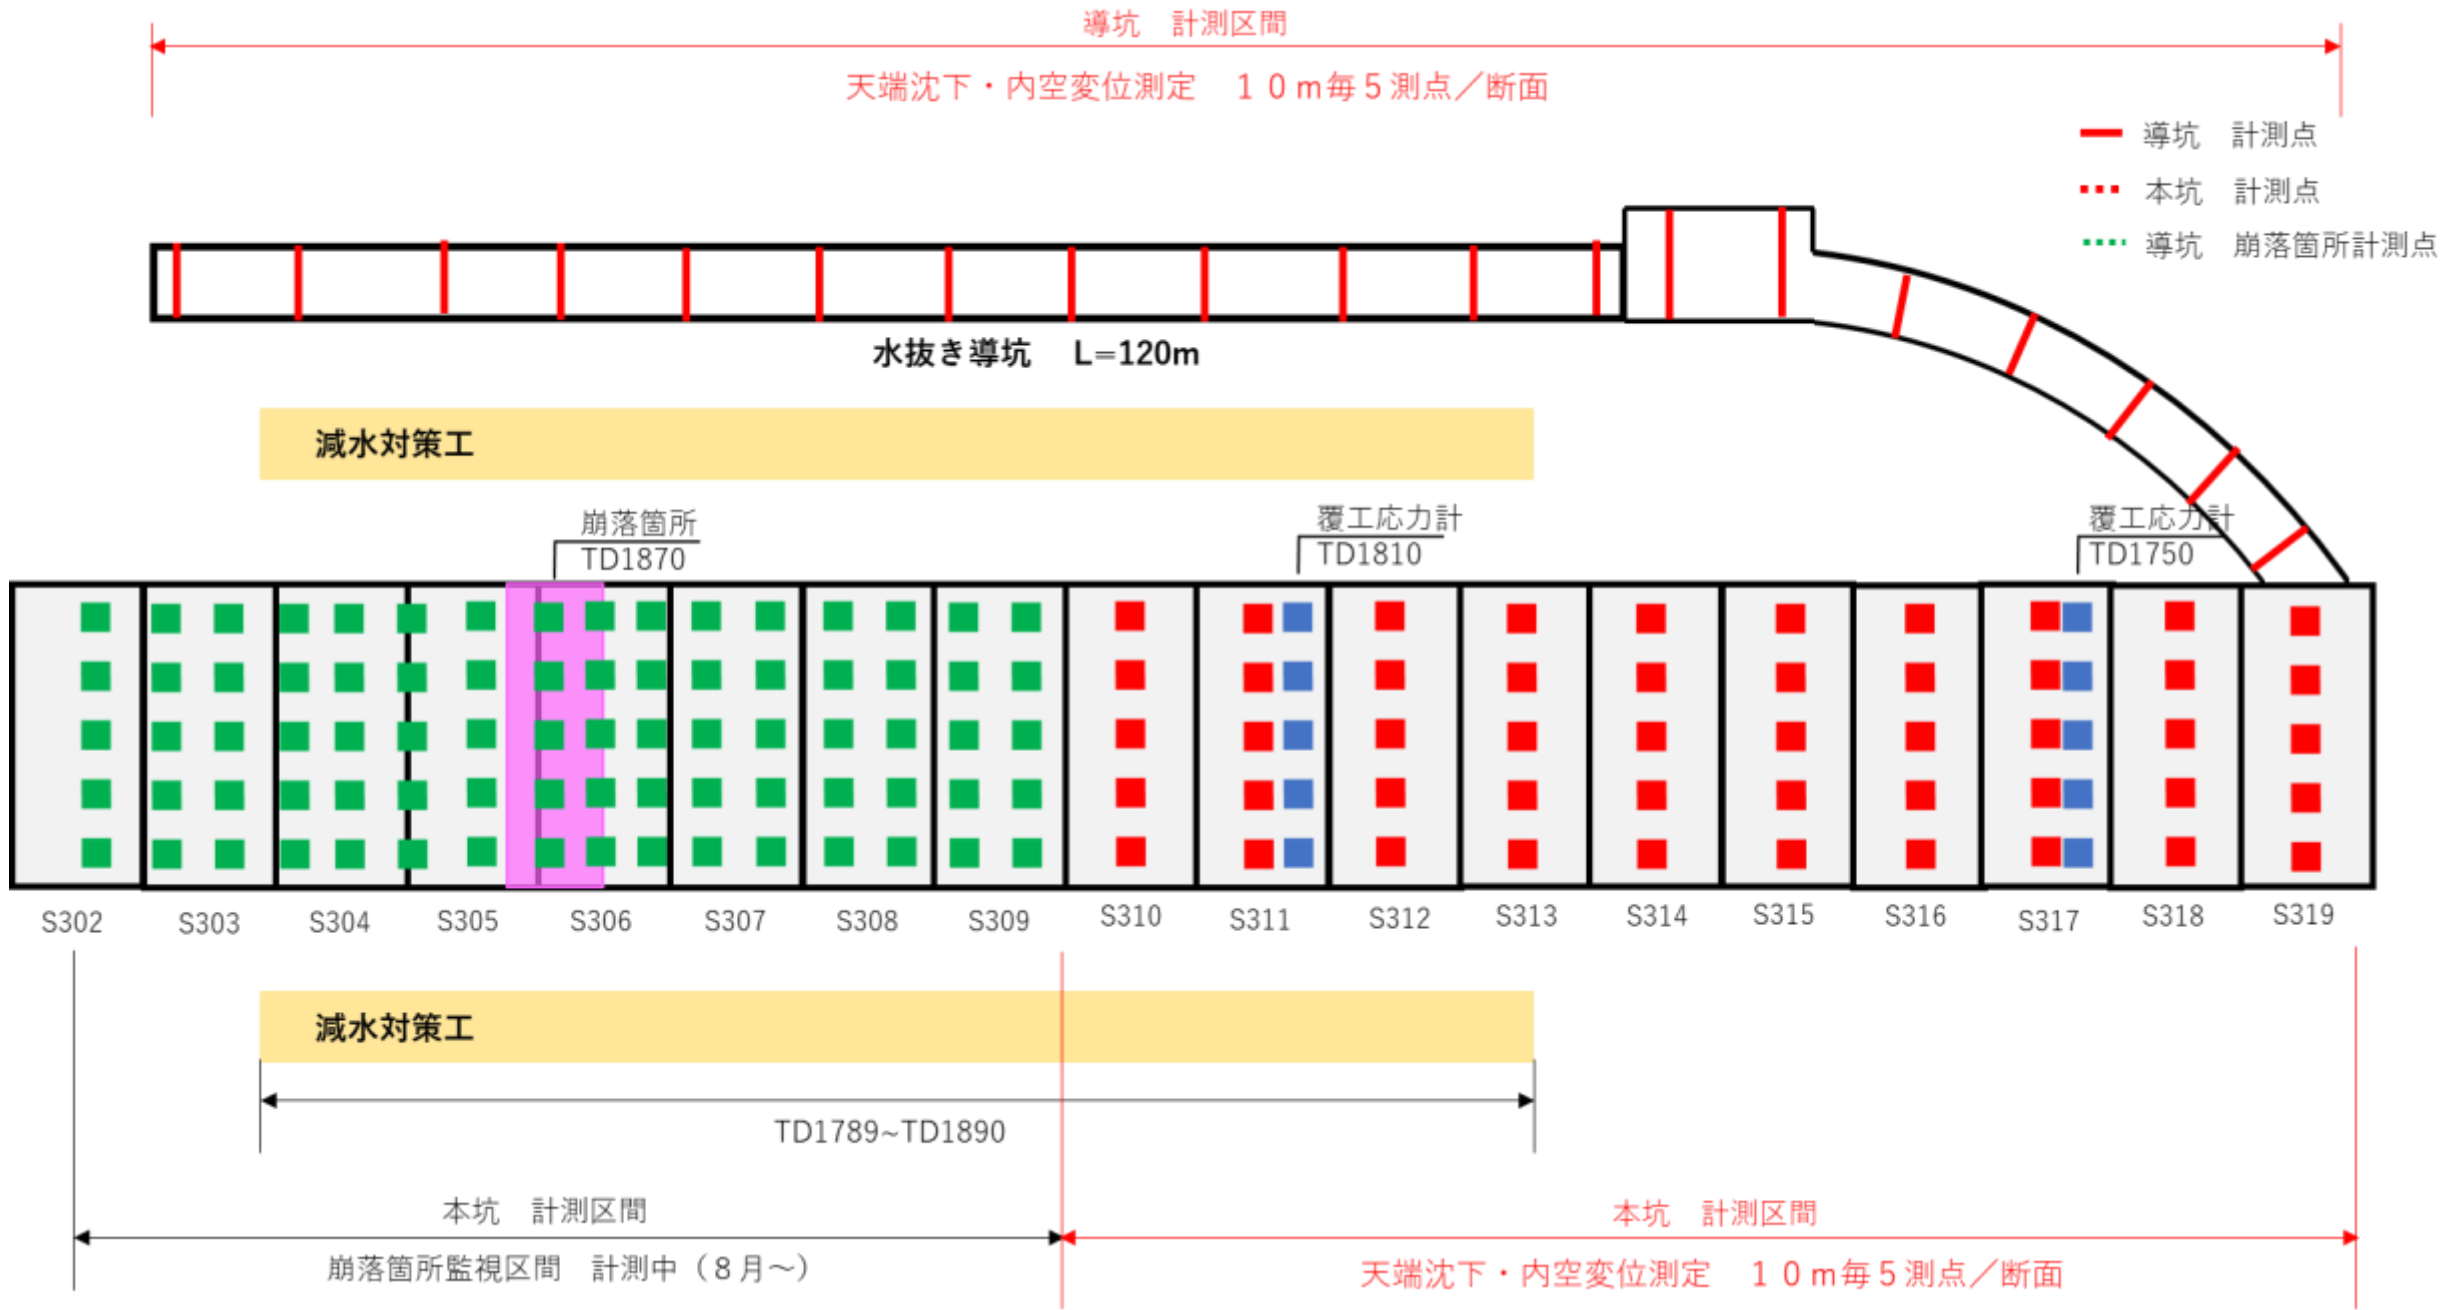 導坑　計測区間
天端沈下・内空変位測定　１０ｍ毎５測点／断面
導坑　計測点
本坑　計測点
導坑　崩落箇所計測点
水抜き導坑　L=120m
減水対策工
崩落箇所
TD1870
覆工応力計
TD1810
覆工応力計
TD1750
S302
S303
S304
S305
S306
S307
S308
S309
S310
S311
S312
S313
S314
S315
S316
S317
S318
S319
減水対策工
TD1789~TD1890
本坑　計測区間
崩落箇所監視区間　計測中（８月～）
本坑　計測区間
天端沈下・内空変位測定　１０ｍ毎５測点／断面